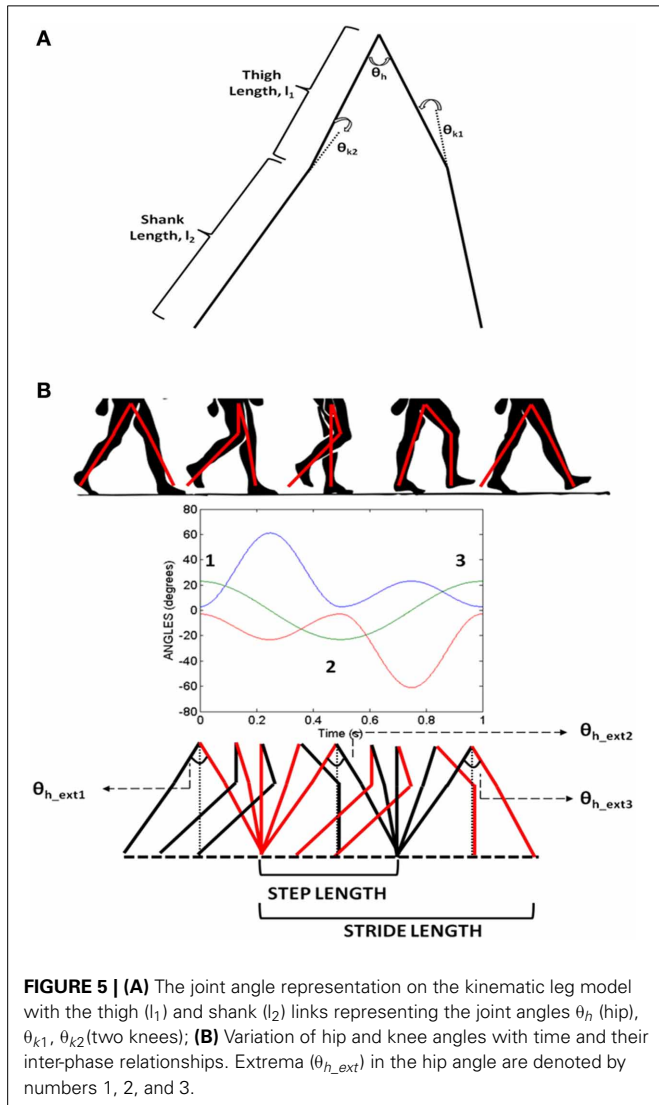 A
Thigh
Length, l₁
θh
θk1
θk2
Shank
Length, l₂
B
80
60
40
20
0
-20
-40
-60
-80
ANGLES (degrees)
1
2
3
0
0.2
0.4
0.6
0.8
1
Time (s)
θh_ext2
θh_ext1
θh_ext3
STEP LENGTH
STRIDE LENGTH
FIGURE 5 | (A) The joint angle representation on the kinematic leg model
with the thigh (l₁) and shank (l₂) links representing the joint angles θh (hip),
θk1, θk2(two knees); (B) Variation of hip and knee angles with time and their
inter-phase relationships. Extrema (θh_ext) in the hip angle are denoted by
numbers 1, 2, and 3.